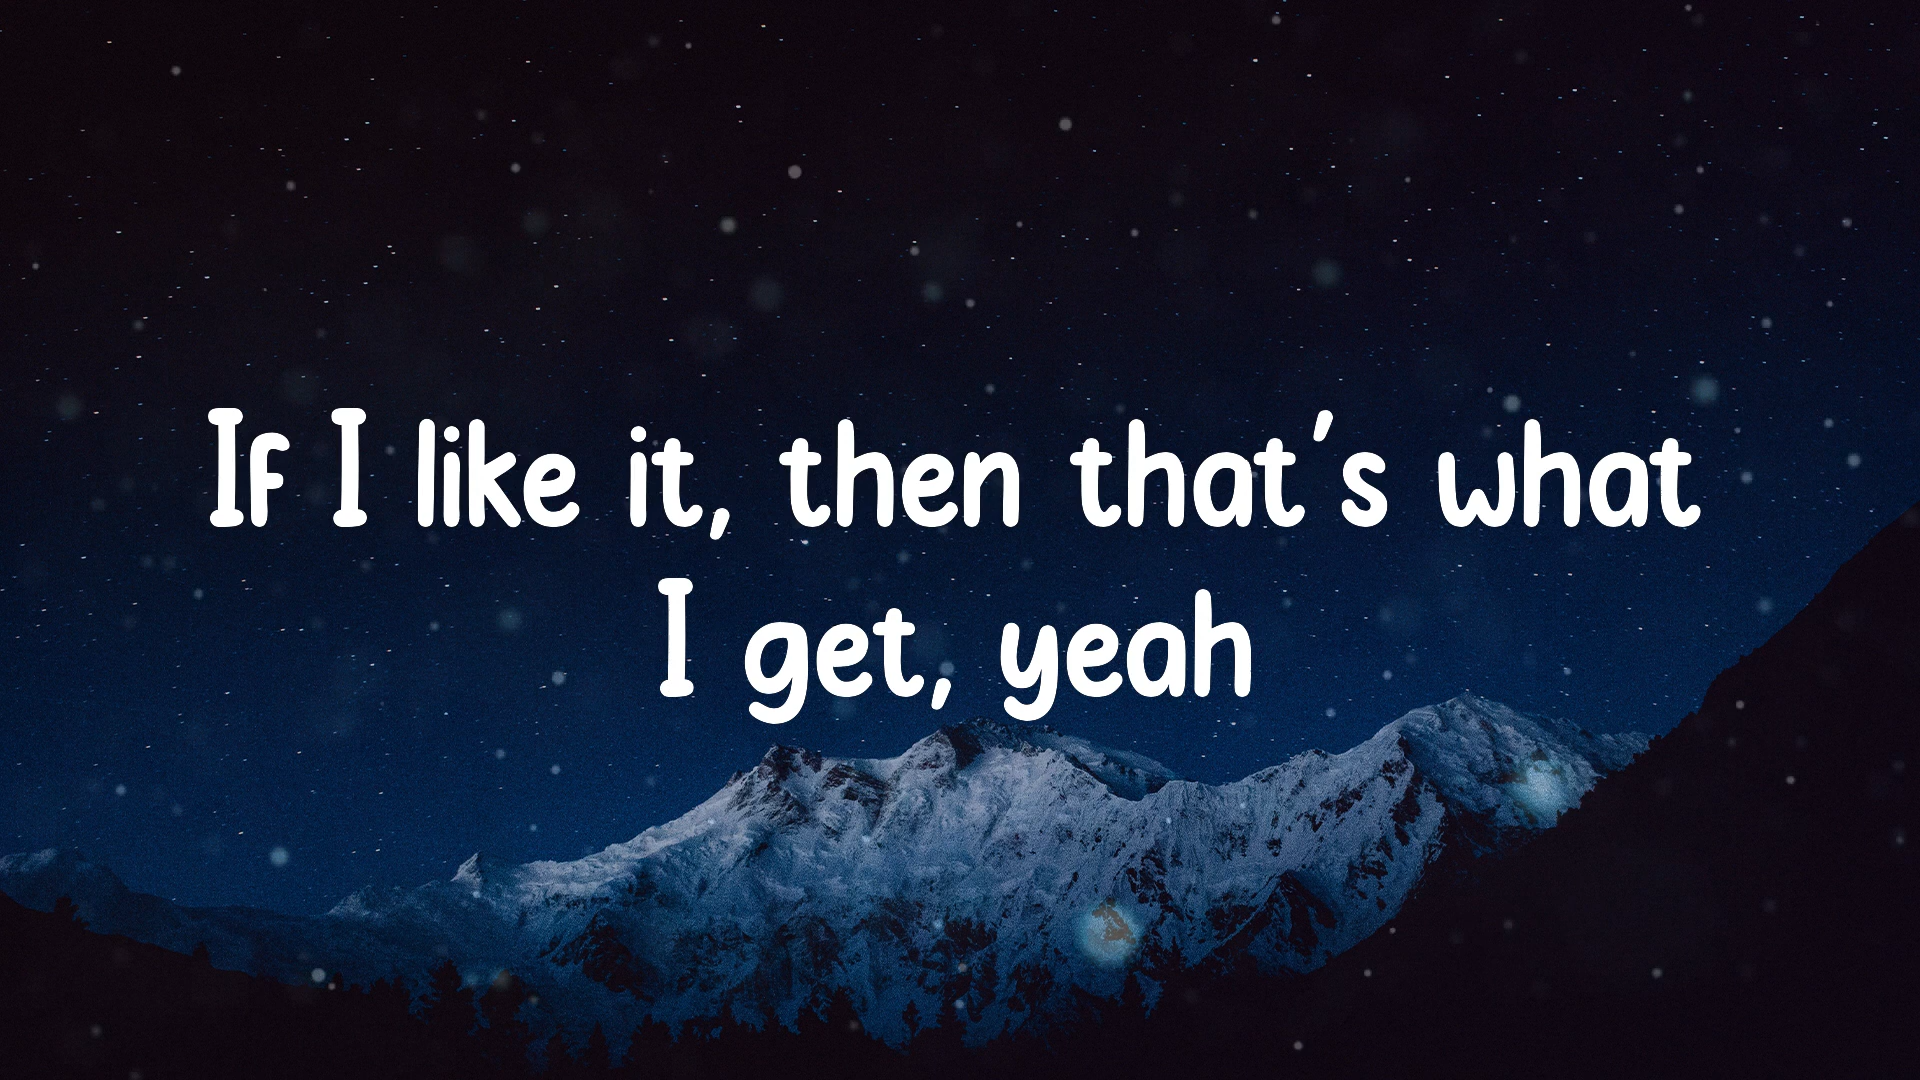 If I like it, then that's what
I get, yeah